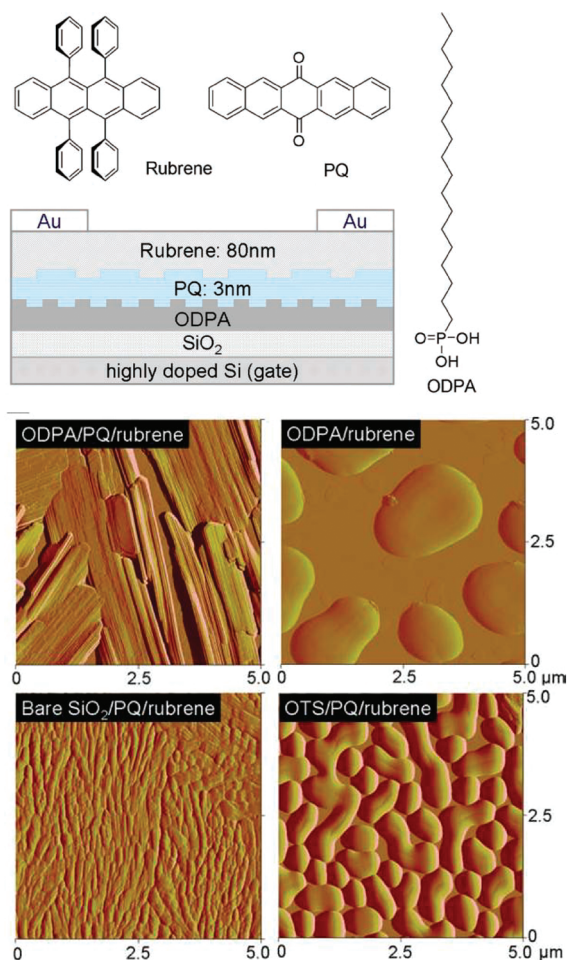 Rubrene
PQ
O
O
O=P-OH
OH
ODPA
Au
Au
Rubrene: 80nm
PQ: 3nm
ODPA
SiO₂
highly doped Si (gate)
ODPA/PQ/rubrene
ODPA/rubrene
5.0
2.5
0
2.5
5.0
2.5
5.0 μm
Bare SiO₂/PQ/rubrene
OTS/PQ/rubrene
5.0
2.5
0
0
2.5
5.0
0
2.5
5.0 μm